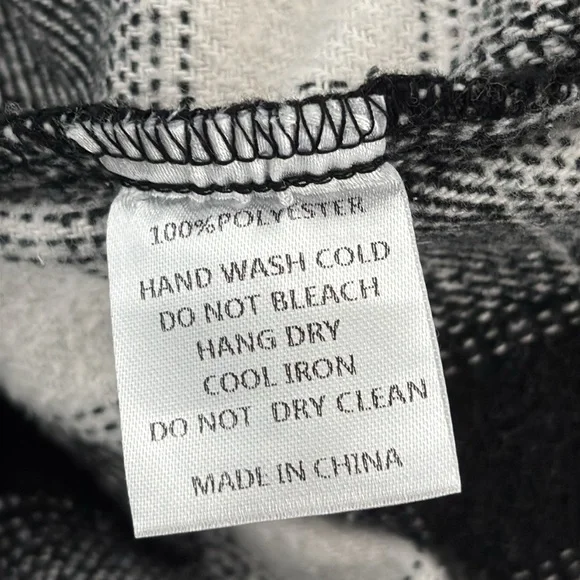 100%POLYESTER
HAND WASH COLD
DO NOT BLEACH
HANG DRY
COOL IRON
DO NOT DRY CLEAN
MADE IN CHINA